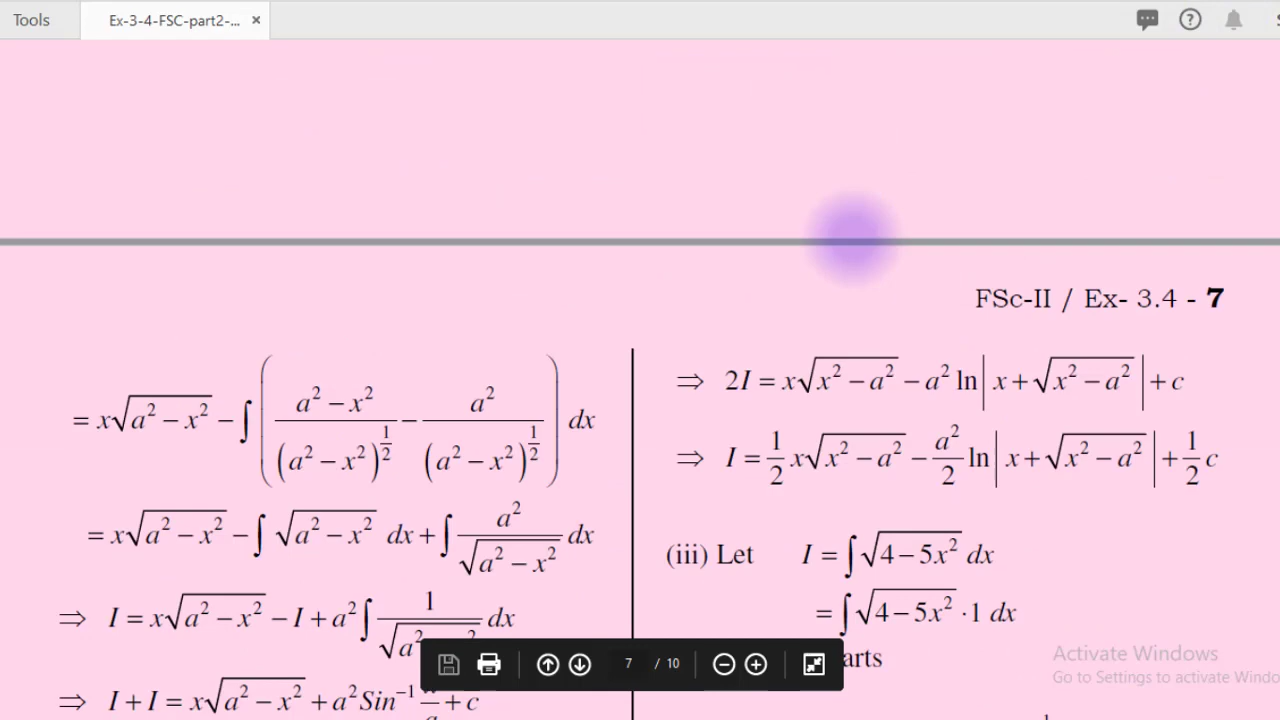 Tools
Ex-3-4-FSC-part2-... ×
FSc-II / Ex- 3.4 - 7
= x√(a² − x²) − ∫ ( (a² − x²)/(a² − x²)^(1/2) − a²/(a² − x²)^(1/2) ) dx
= x√(a² − x²) − ∫ √(a² − x²) dx + ∫ a²/√(a² − x²) dx
⇒ I = x√(a² − x²) − I + a² ∫ 1/√(a² − x²) dx
⇒ I + I = x√(a² − x²) + a² Sin⁻¹ x/a + c
⇒ 2I = x√(x² − a²) − a² ln| x + √(x² − a²) | + c
⇒ I = 1/2 x√(x² − a²) − a²/2 ln| x + √(x² − a²) | + 1/2 c
(iii) Let I = ∫ √(4 − 5x²) dx
= ∫ √(4 − 5x²) · 1 dx
arts
7 / 10
Activate Windows
Go to Settings to activate Windo